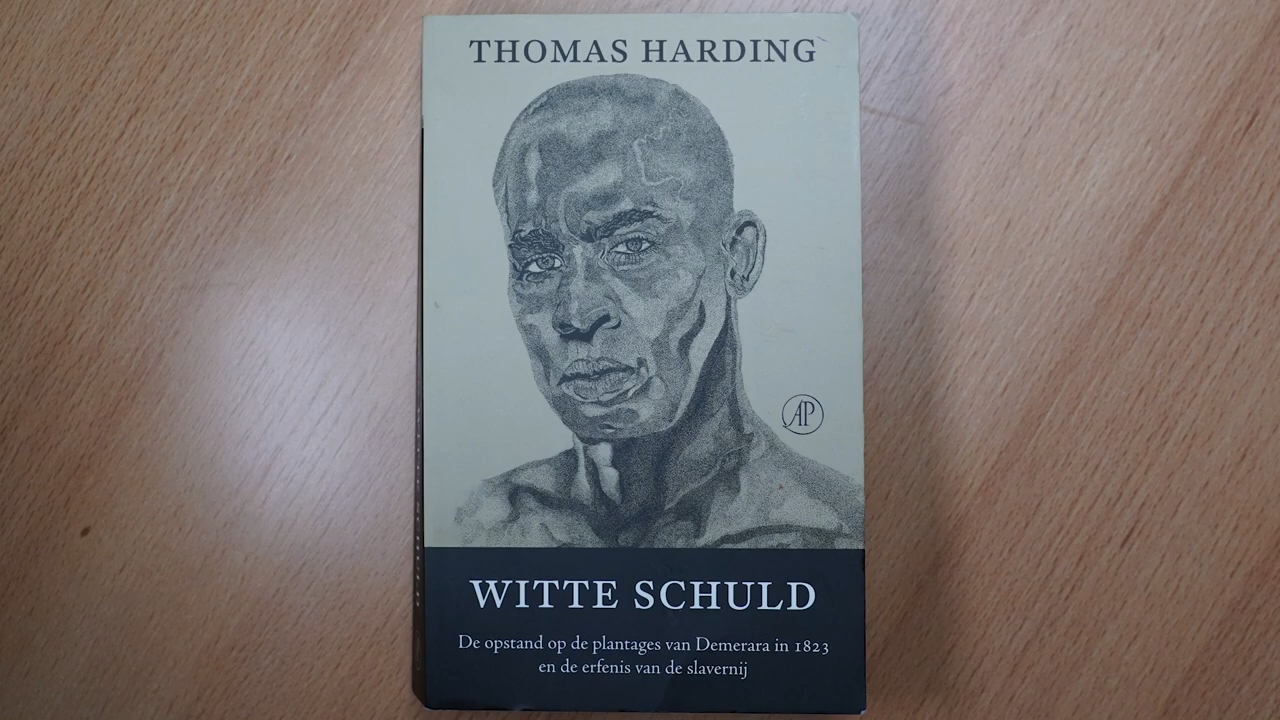 THOMAS HARDING
AP
WITTE SCHULD
De opstand op de plantages van Demerara in 1823
en de erfenis van de slavernij